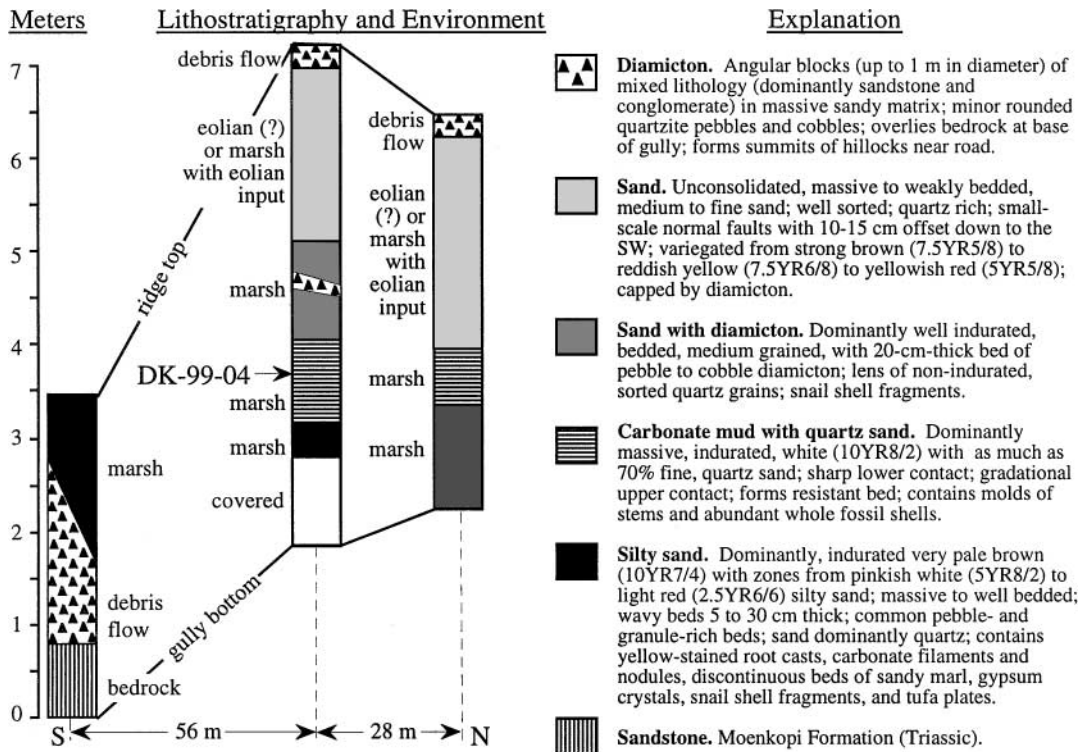 Meters
Lithostratigraphy and Environment
Explanation
7
6
5
4
3
2
1
0
debris flow
eolian (?)
or marsh
with eolian
input
marsh
DK-99-04
marsh
marsh
covered
ridge top
gully bottom
marsh
debris
flow
bedrock
debris
flow
eolian
(?) or
marsh
with
eolian
input
marsh
marsh
S
56 m
28 m
N
Diamicton. Angular blocks (up to 1 m in diameter) of
mixed lithology (dominantly sandstone and
conglomerate) in massive sandy matrix; minor rounded
quartzite pebbles and cobbles; overlies bedrock at base
of gully; forms summits of hillocks near road.
Sand. Unconsolidated, massive to weakly bedded,
medium to fine sand; well sorted; quartz rich; small-
scale normal faults with 10-15 cm offset down to the
SW; variegated from strong brown (7.5YR5/8) to
reddish yellow (7.5YR6/8) to yellowish red (5YR5/8);
capped by diamicton.
Sand with diamicton. Dominantly well indurated,
bedded, medium grained, with 20-cm-thick bed of
pebble to cobble diamicton; lens of non-indurated,
sorted quartz grains; snail shell fragments.
Carbonate mud with quartz sand. Dominantly
massive, indurated, white (10YR8/2) with as much as
70% fine, quartz sand; sharp lower contact; gradational
upper contact; forms resistant bed; contains molds of
stems and abundant whole fossil shells.
Silty sand. Dominantly, indurated very pale brown
(10YR7/4) with zones from pinkish white (5YR8/2) to
light red (2.5YR6/6) silty sand; massive to well bedded;
wavy beds 5 to 30 cm thick; common pebble- and
granule-rich beds; sand dominantly quartz; contains
yellow-stained root casts, carbonate filaments and
nodules, discontinuous beds of sandy marl, gypsum
crystals, snail shell fragments, and tufa plates.
Sandstone. Moenkopi Formation (Triassic).